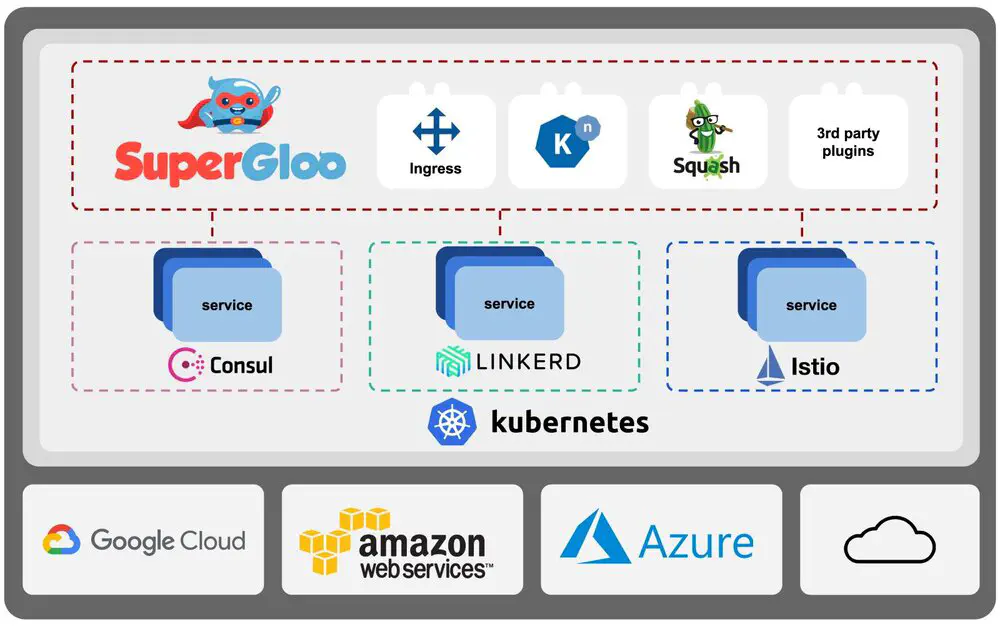 SuperGloo
Ingress
K
n
Squash
3rd party
plugins
service
service
service
Consul
LINKERD
Istio
kubernetes
Google Cloud
amazon
web services™
Azure